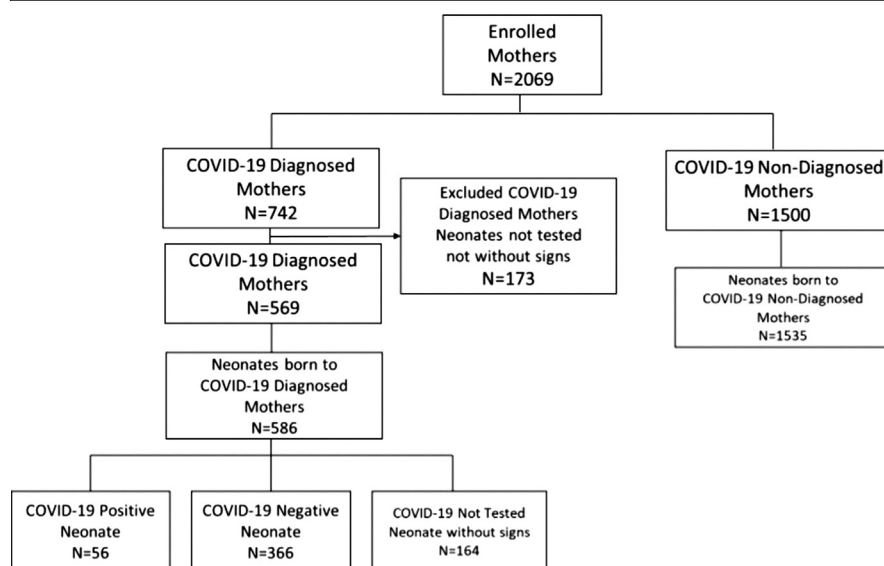 Enrolled
Mothers
N=2069
COVID-19 Diagnosed
Mothers
N=742
Excluded COVID-19
Diagnosed Mothers
Neonates not tested
not without signs
N=173
COVID-19 Non-Diagnosed
Mothers
N=1500
COVID-19 Diagnosed
Mothers
N=569
Neonates born to
COVID-19 Non-Diagnosed
Mothers
N=1535
Neonates born to
COVID-19 Diagnosed
Mothers
N=586
COVID-19 Positive
Neonate
N=56
COVID-19 Negative
Neonate
N=366
COVID-19 Not Tested
Neonate without signs
N=164